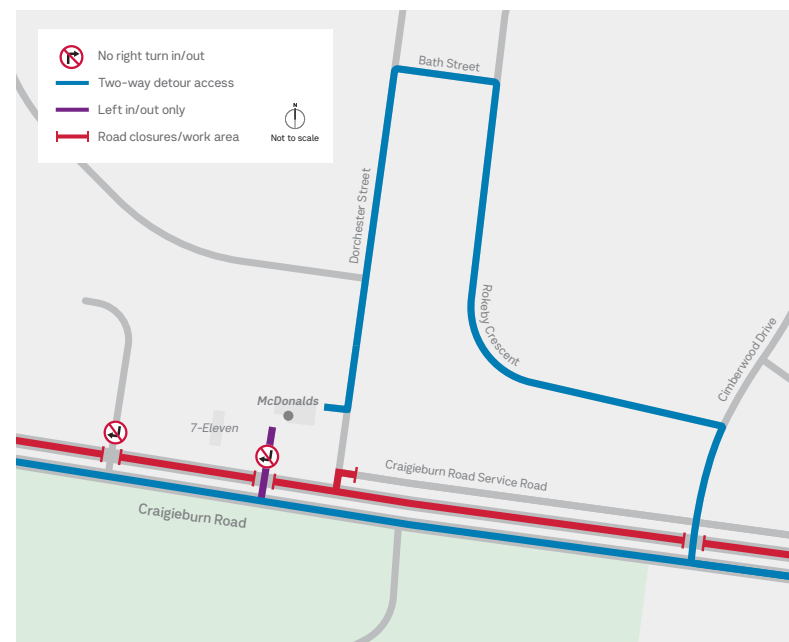 No right turn in/out
Two-way detour access
Left in/out only
Road closures/work area
N
Not to scale
Bath Street
Dorchester Street
Rokeby Crescent
Cimberwood Drive
McDonalds
7-Eleven
Craigieburn Road Service Road
Craigieburn Road